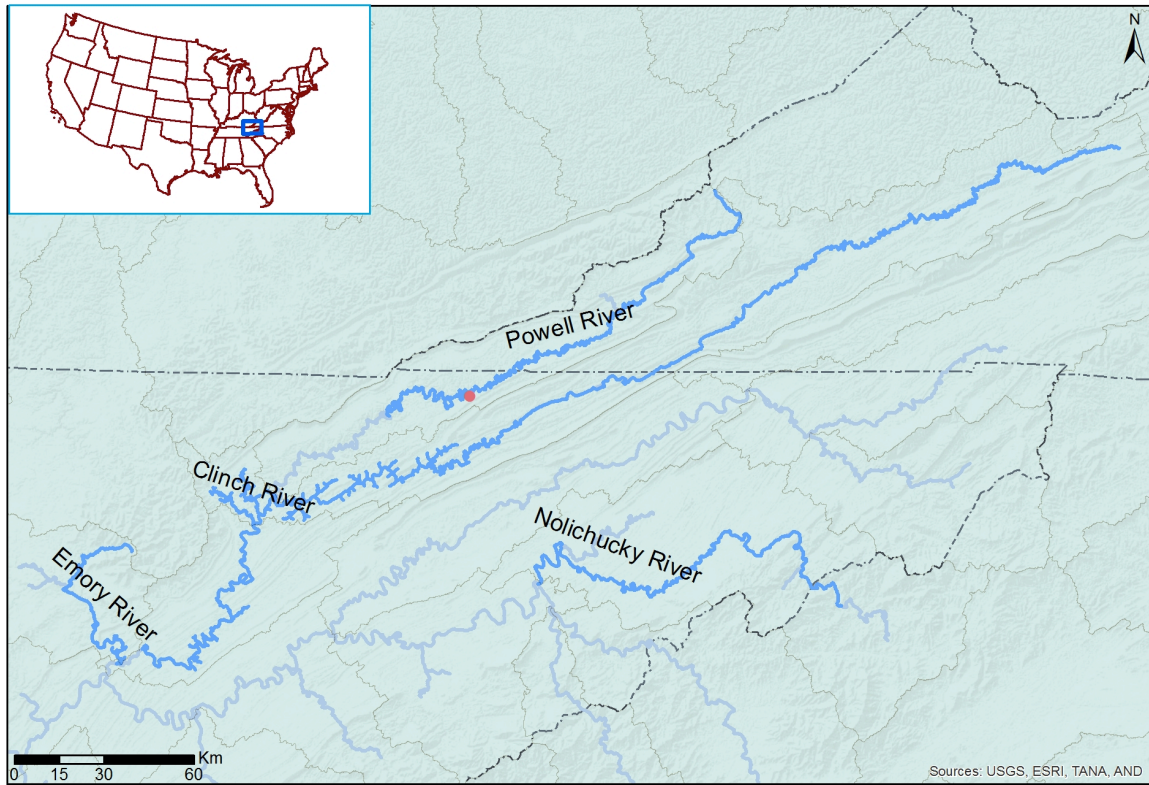 N
Powell River
Clinch River
Nolichucky River
Emory River
Km
0 15 30 60
Sources: USGS, ESRI, TANA, AND